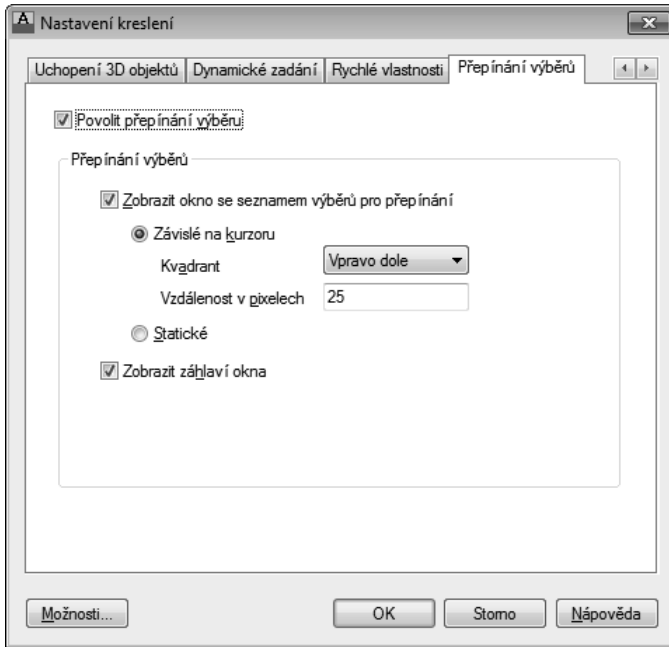 Nastavení kreslení
Uchopení 3D objektů Dynamické zadání Rychlé vlastnosti Přepínání výběrů
Povolit přepínání výběru
Přepínání výběrů
Zobrazit okno se seznamem výběrů pro přepínání
Závislé na kurzoru
Kvadrant Vpravo dole
Vzdálenost v pixelech 25
Statické
Zobrazit záhlaví okna
Možnosti... OK Storno Nápověda